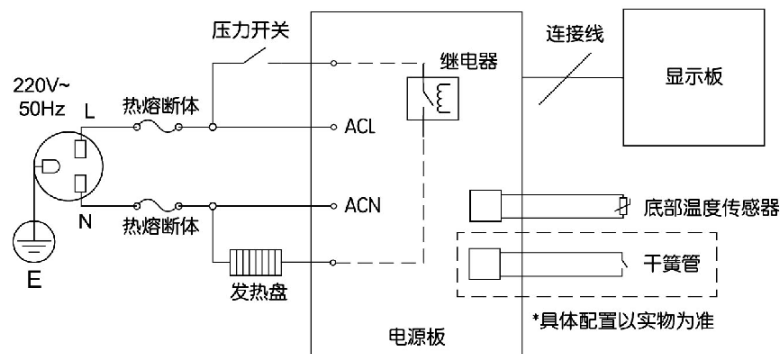 压力开关
连接线
继电器
显示板
220V~
50Hz
L
热熔断体
ACL
ACN
N
热熔断体
底部温度传感器
E
发热盘
干簧管
*具体配置以实物为准
电源板